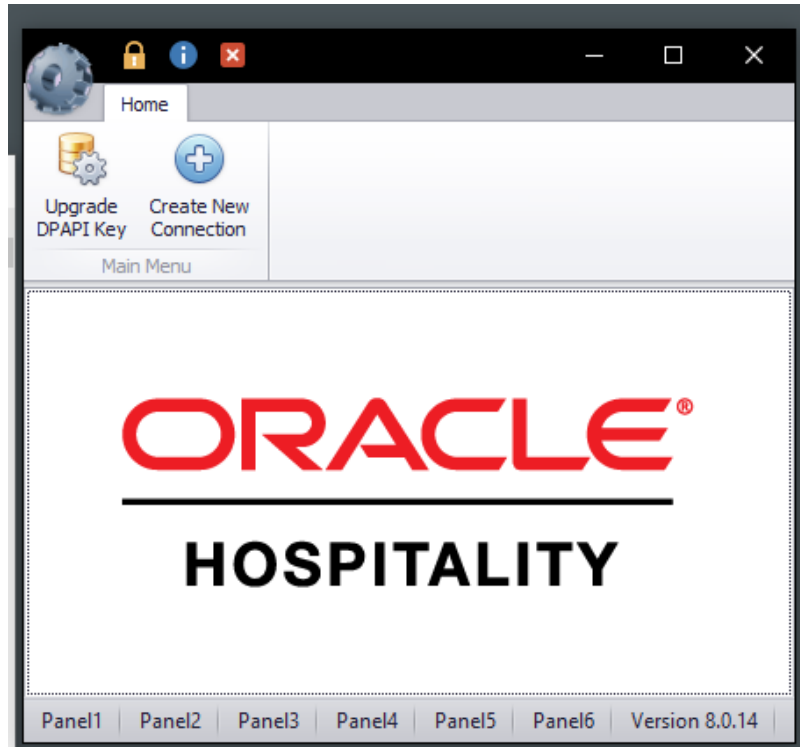 Home
Upgrade DPAPI Key
Create New Connection
Main Menu
ORACLE®
HOSPITALITY
Panel1 Panel2 Panel3 Panel4 Panel5 Panel6 Version 8.0.14